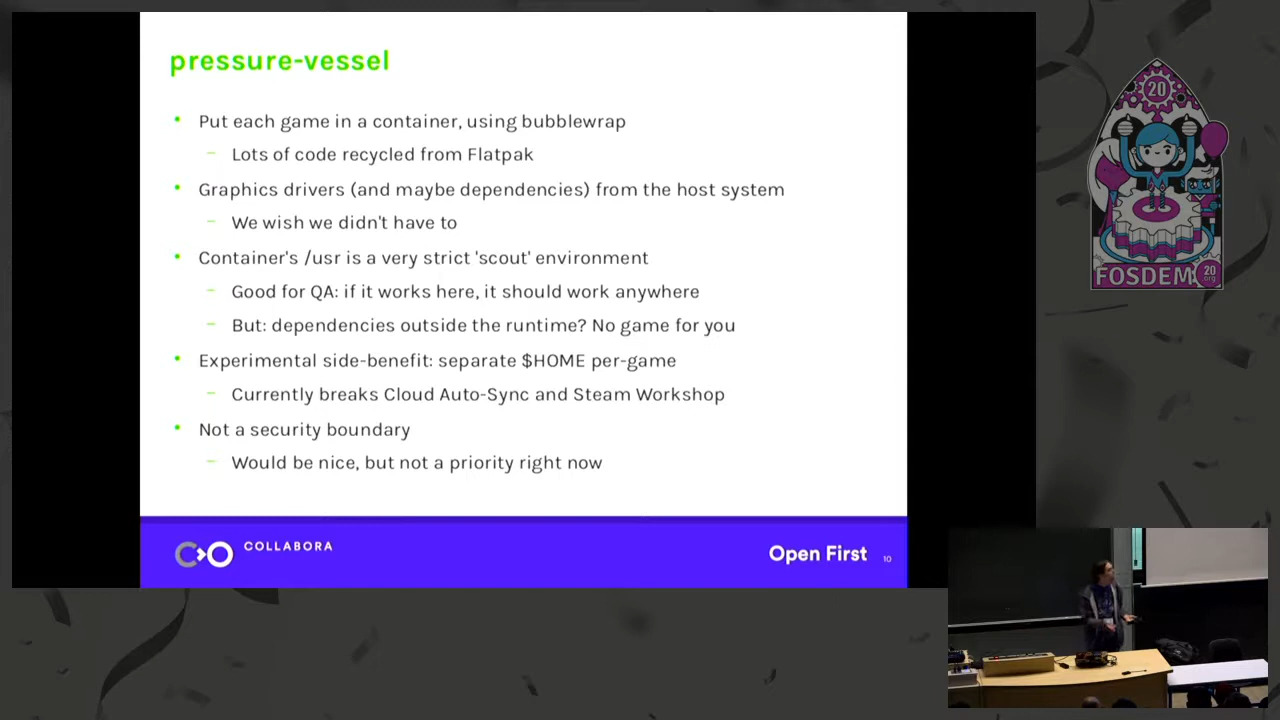 pressure-vessel
• Put each game in a container, using bubblewrap
– Lots of code recycled from Flatpak
• Graphics drivers (and maybe dependencies) from the host system
– We wish we didn't have to
• Container's /usr is a very strict 'scout' environment
– Good for QA: if it works here, it should work anywhere
– But: dependencies outside the runtime? No game for you
• Experimental side-benefit: separate $HOME per-game
– Currently breaks Cloud Auto-Sync and Steam Workshop
• Not a security boundary
– Would be nice, but not a priority right now
COLLABORA
Open First
10
20
FOSDEM
20
.org